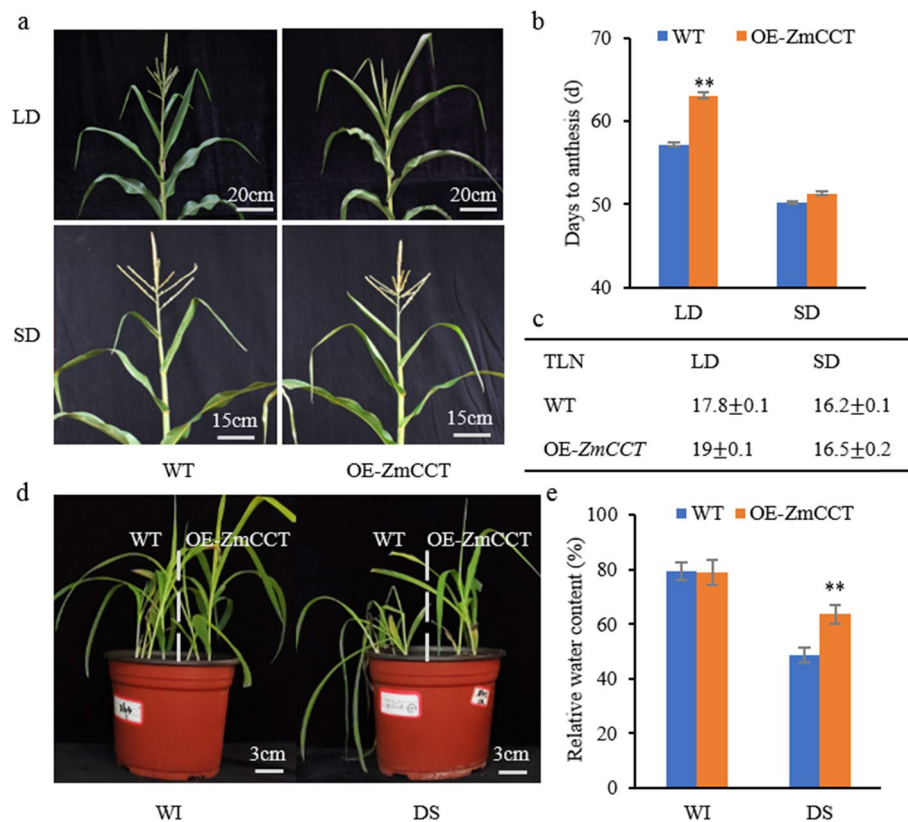 a
LD
20cm
20cm
SD
15cm
15cm
WT
OE-ZmCCT
b
WT
OE-ZmCCT
Days to anthesis (d)
70
60
50
40
**
LD
SD
c
TLN LD SD
WT 17.8±0.1 16.2±0.1
OE-ZmCCT 19±0.1 16.5±0.2
d
WT
OE-ZmCCT
WT
OE-ZmCCT
3cm
3cm
WI
DS
e
WT
OE-ZmCCT
Relative water content (%)
100
80
60
40
20
0
**
WI
DS